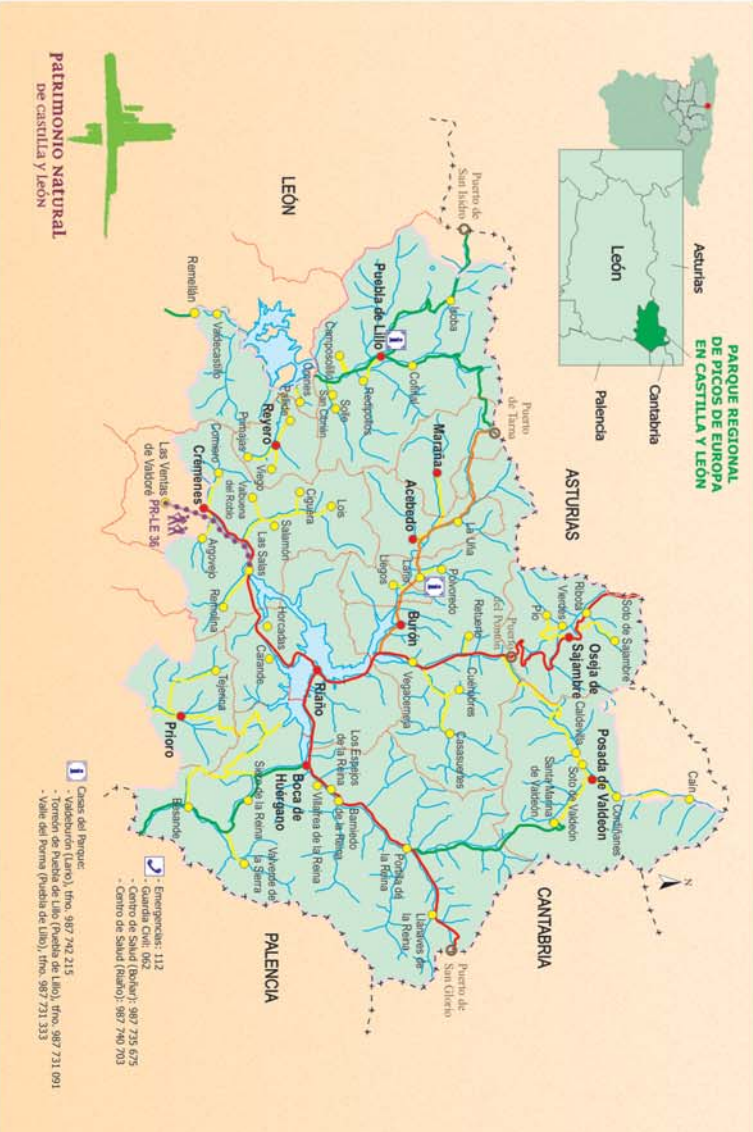 PARQUE REGIONAL
DE PICOS DE EUROPA
EN CASTILLA Y LEÓN
Asturias
Cantabria
León
Palencia
PATRIMONIO NATURAL
DE CASTILLA Y LEÓN
ASTURIAS
CANTABRIA
LEÓN
PALENCIA
N
Puerto de
San Isidro
Puerto
de Tarna
Puerto
del Pontón
Puerto de
San Glorio
Isoba
Puebla de Lillo
Cofiñal
Redipollos
Camposolillo
Solle
San Cibrián
Orones
Pallide
Reyero
Primajas
Viego
Remellán
Valdecastillo
Maraña
Acebedo
La Uña
Lario
Polvoredo
Liegos
Burón
Retuerto
Cuénabres
Casasuertes
Vegacerneja
Soto de Sajambre
Ribota
Vierdes
Pío
Oseja de
Sajambre
Caldevilla
Posada de Valdeón
Soto de Valdeón
Santa Marina
de Valdeón
Cordiñanes
Caín
Lois
Ciguera
Salamón
Valbuena
del Roblo
Corniero
Crémenes
Las Ventas
de Valdoré
PR-LE 36
Argovejo
Las Salas
Remolina
Horcadas
Carande
Riaño
Tejerina
Prioro
Los Espejos
de la Reina
Barniedo
de la Reina
Villafrea de la Reina
Boca de
Huérgano
Siero de la Reina
Valverde de
la Sierra
Besande
Portilla de
la Reina
Llánaves de
la Reina
- Emergencias: 112
Guardia Civil: 062
- Centro de Salud (Boñar): 987 735 675
- Centro de Salud (Riaño): 987 740 703
i Casas del Parque:
- Valdeburón (Lario), tfno. 987 742 215
- Torreón de Puebla de Lillo (Puebla de Lillo), tfno. 987 731 091
- Valle del Porma (Puebla de Lillo), tfno. 987 731 333